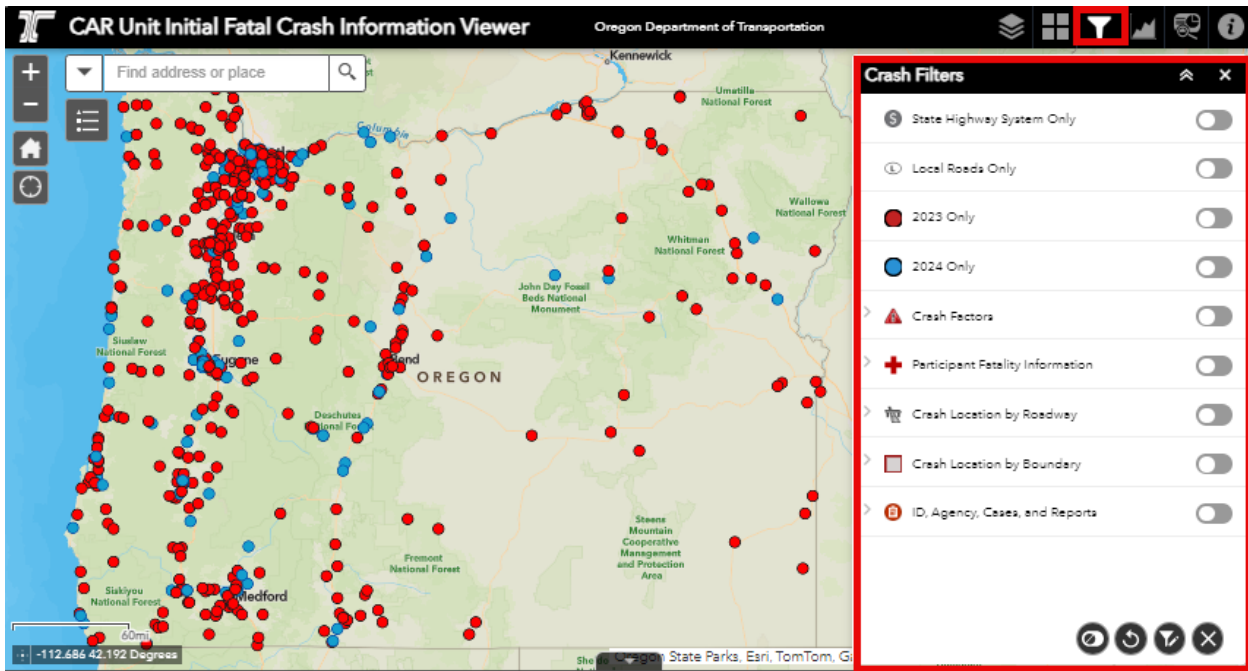 CAR Unit Initial Fatal Crash Information Viewer
Oregon Department of Transportation
+
Find address or place
−
Kennewick
Umatilla
National Forest
Columbia
Wallowa
National Forest
Whitman
National Forest
John Day Fossil
Beds National
Monument
Siuslaw
National Forest
Eugene
Bend
OREGON
Deschutes
Steens
Mountain
Cooperative
Management
and Protection
Area
Fremont
National Forest
Siskiyou
National Forest
Medford
60mi
-112.686 42.192 Degrees
Oregon State Parks, Esri, TomTom,
Crash Filters
S State Highway System Only
L Local Roads Only
2023 Only
2024 Only
Crash Factors
Participant Fatality Information
Crash Location by Roadway
Crash Location by Boundary
ID, Agency, Cases, and Reports